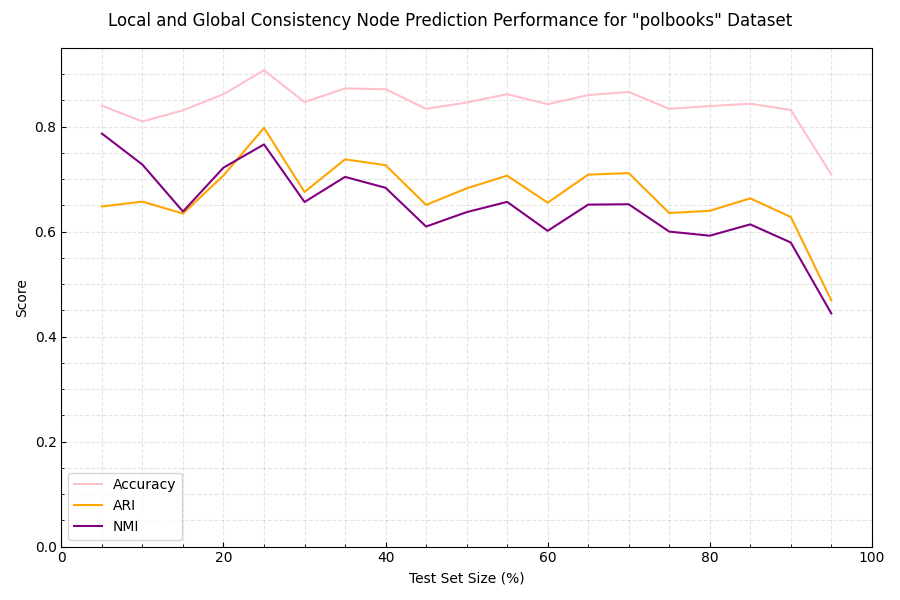 Local and Global Consistency Node Prediction Performance for "polbooks" Dataset
Score
0.8
0.6
0.4
0.2
0.0
Accuracy
ARI
NMI
0 20 40 60 80 100
Test Set Size (%)